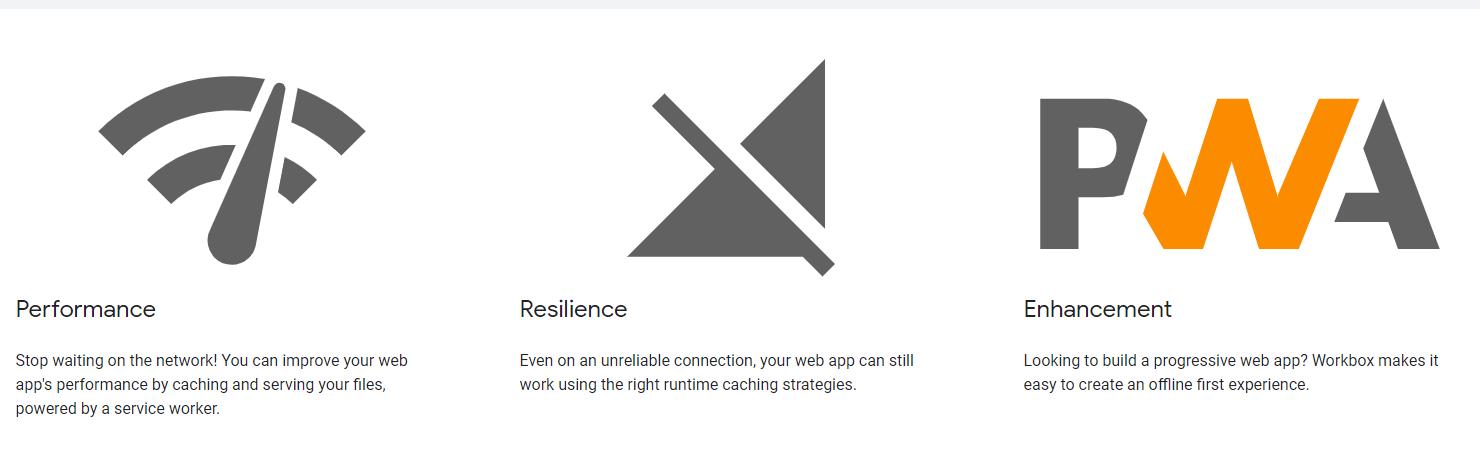 PWA
Performance
Stop waiting on the network! You can improve your web
app's performance by caching and serving your files,
powered by a service worker.
Resilience
Even on an unreliable connection, your web app can still
work using the right runtime caching strategies.
Enhancement
Looking to build a progressive web app? Workbox makes it
easy to create an offline first experience.